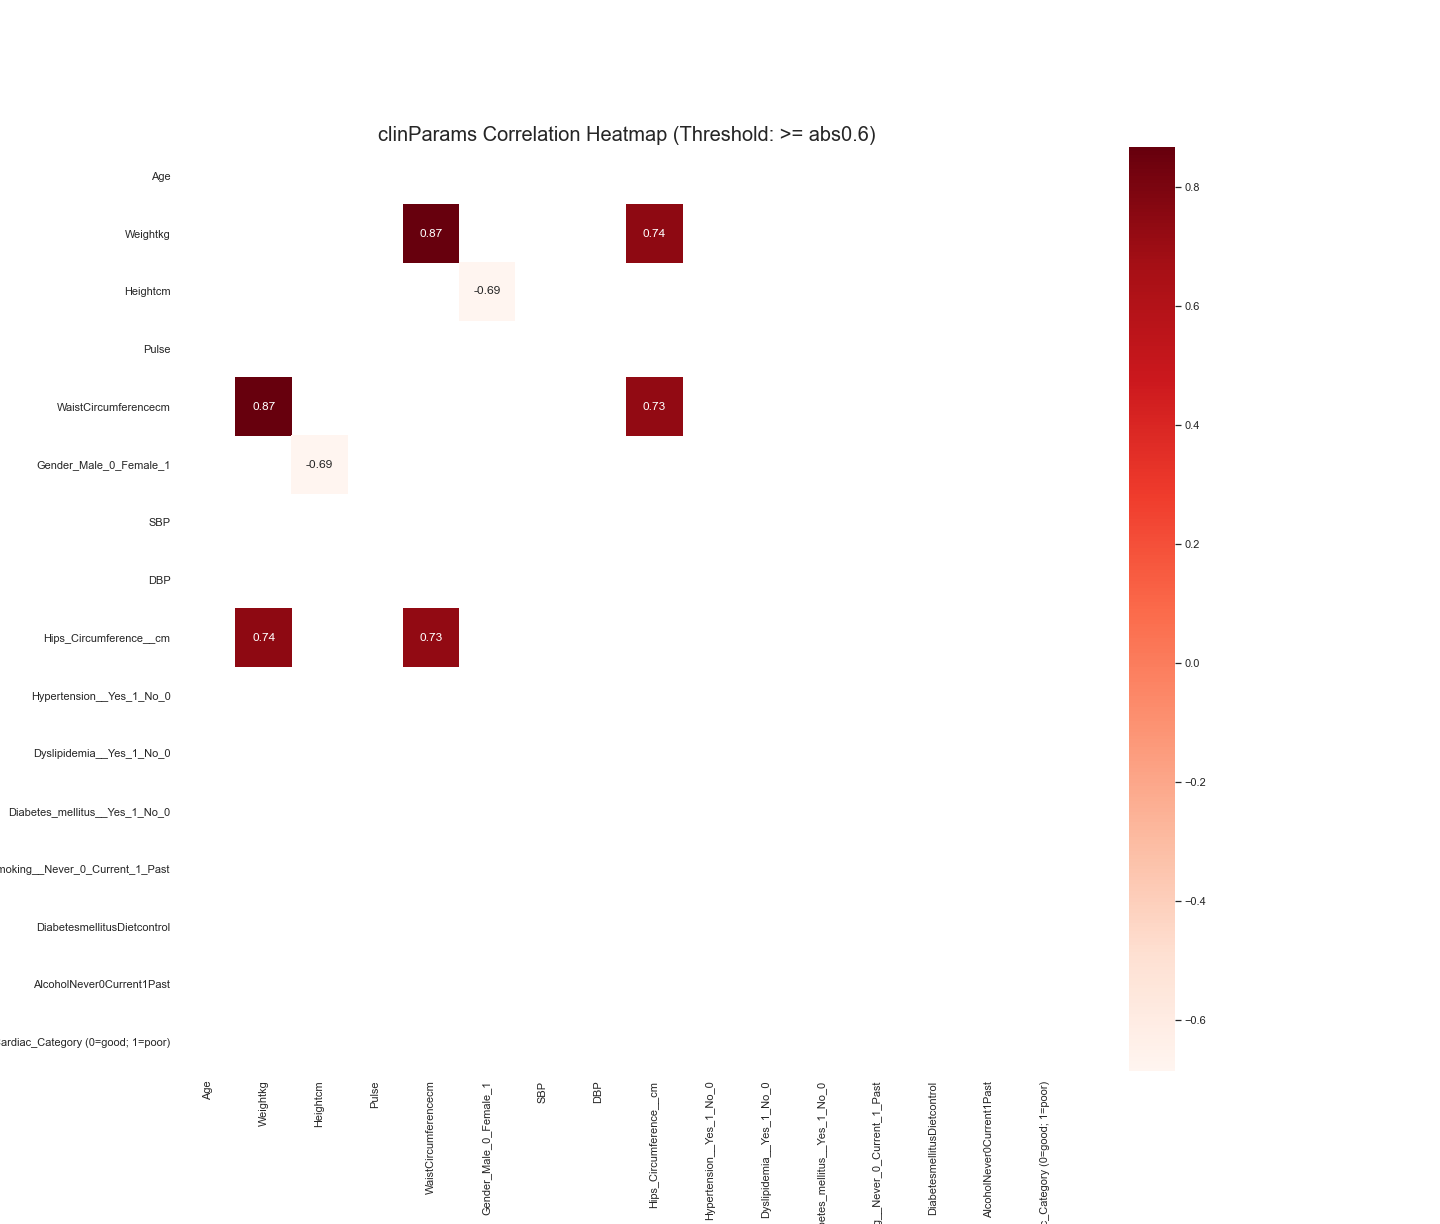 clinParams Correlation Heatmap (Threshold: >= abs0.6)
Age
Weightkg
0.87
0.74
Heightcm
-0.69
Pulse
WaistCircumferencecm
0.87
0.73
Gender_Male_0_Female_1
-0.69
SBP
DBP
Hips_Circumference__cm
0.74
0.73
Hypertension__Yes_1_No_0
Dyslipidemia__Yes_1_No_0
Diabetes_mellitus__Yes_1_No_0
moking__Never_0_Current_1_Past
DiabetesmellitusDietcontrol
AlcoholNever0Current1Past
ardiac_Category (0=good; 1=poor)
Age
Weightkg
Heightcm
Pulse
WaistCircumferencecm
Gender_Male_0_Female_1
SBP
DBP
Hips_Circumference__cm
Hypertension__Yes_1_No_0
Dyslipidemia__Yes_1_No_0
etes_mellitus__Yes_1_No_0
g__Never_0_Current_1_Past
DiabetesmellitusDietcontrol
AlcoholNever0Current1Past
c_Category (0=good; 1=poor)
0.8
0.6
0.4
0.2
0.0
−0.2
−0.4
−0.6